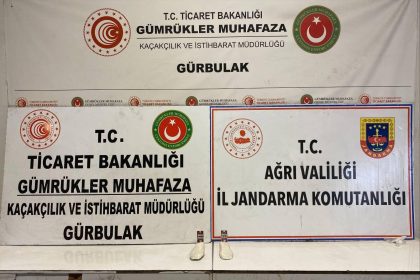 T.C. TİCARET BAKANLIĞI
GÜMRÜKLER MUHAFAZA
KAÇAKÇILIK VE İSTİHBARAT MÜDÜRLÜĞÜ
GÜRBULAK
T.C.
TİCARET BAKANLIĞI
GÜMRÜKLER MUHAFAZA
KAÇAKÇILIK VE İSTİHBARAT MÜDÜRLÜĞÜ
GÜRBULAK
T.C.
AĞRI VALİLİĞİ
İL JANDARMA KOMUTANLIĞI